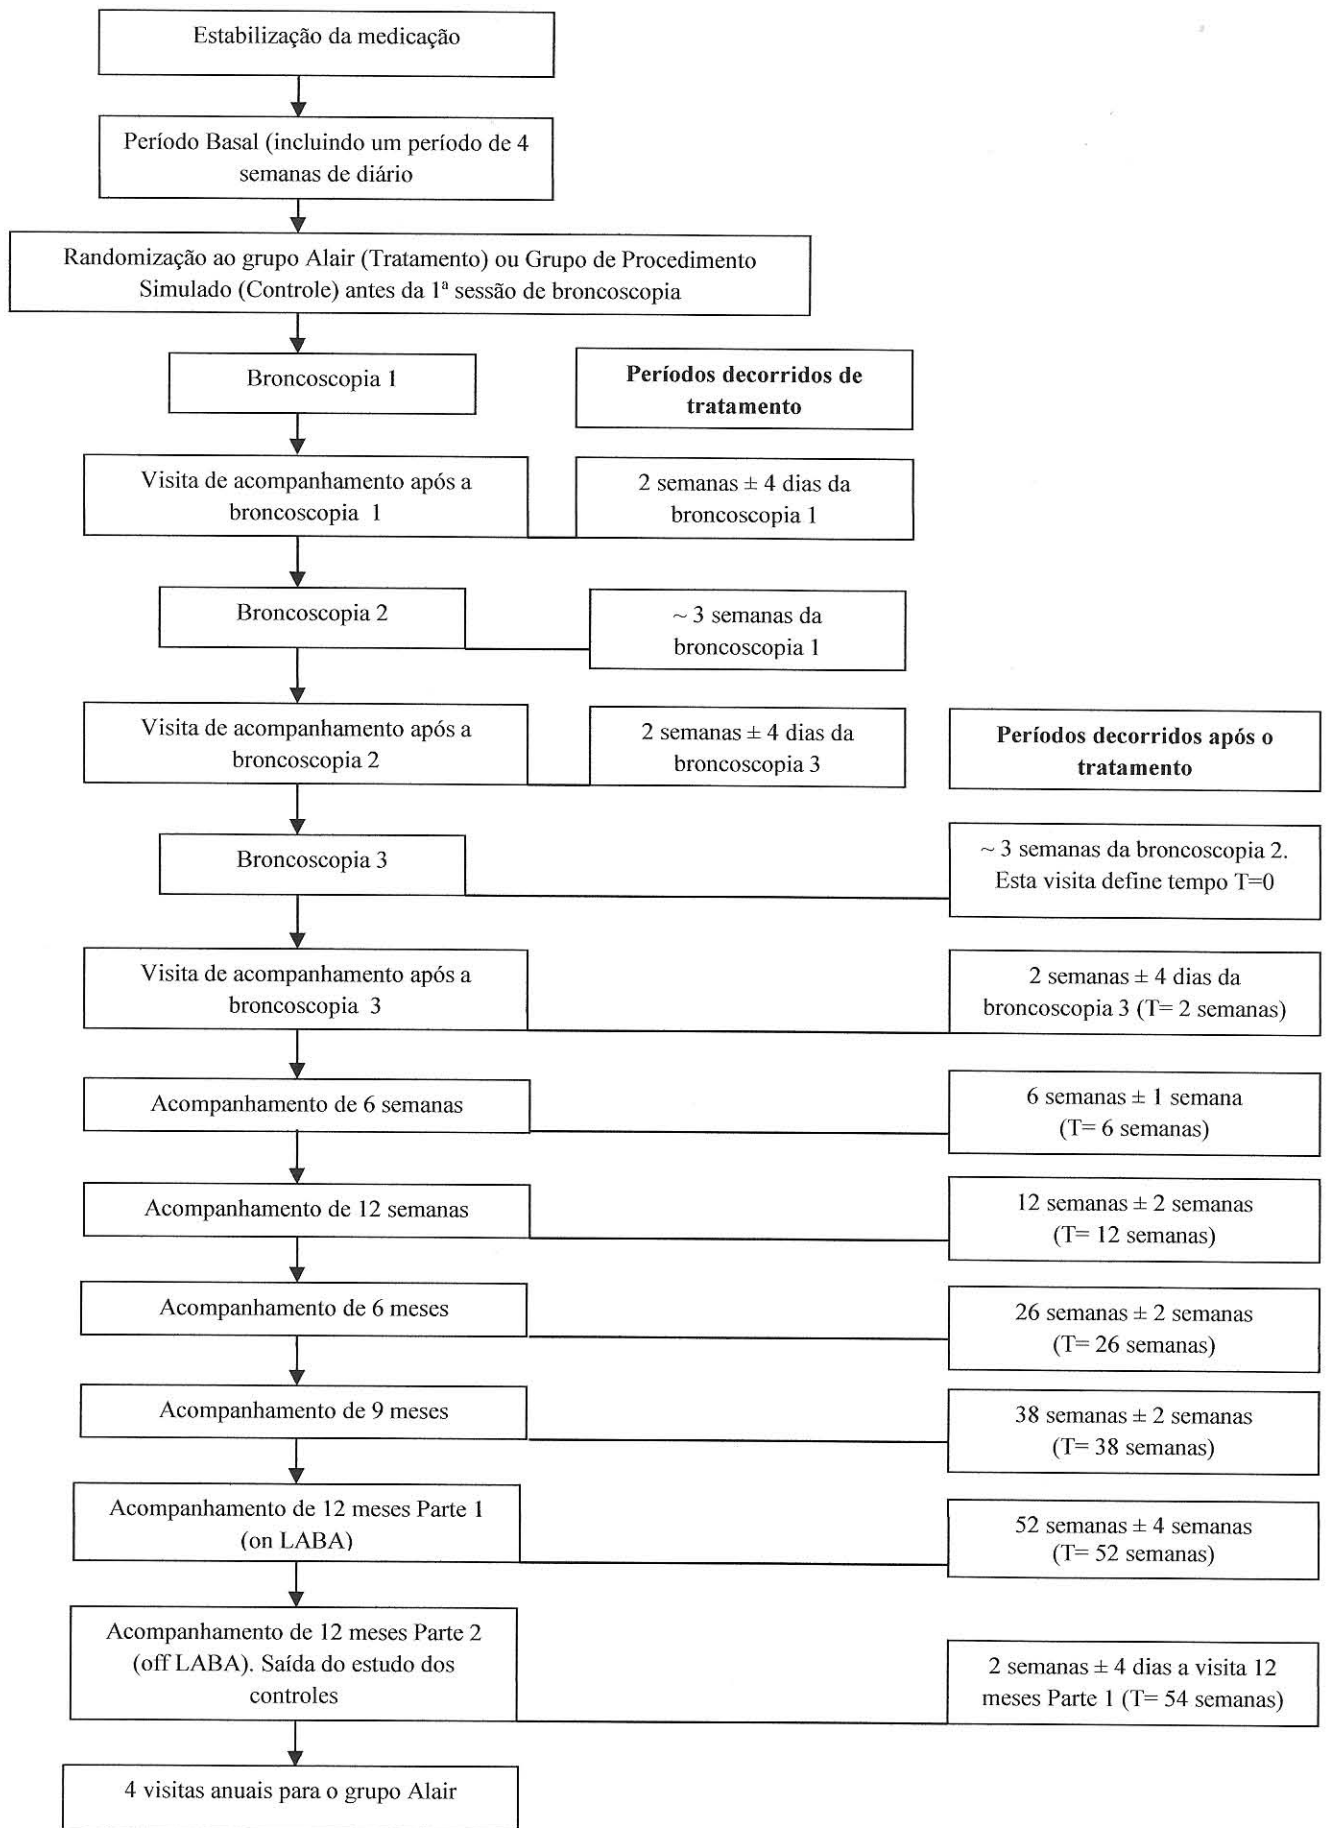 Estabilização da medicação
Período Basal (incluindo um período de 4
semanas de diário
Randomização ao grupo Alair (Tratamento) ou Grupo de Procedimento
Simulado (Controle) antes da 1ª sessão de broncoscopia
Broncoscopia 1
Períodos decorridos de
tratamento
Visita de acompanhamento após a
broncoscopia 1
2 semanas ± 4 dias da
broncoscopia 1
Broncoscopia 2
~ 3 semanas da
broncoscopia 1
Visita de acompanhamento após a
broncoscopia 2
2 semanas ± 4 dias da
broncoscopia 3
Períodos decorridos após o
tratamento
Broncoscopia 3
~ 3 semanas da broncoscopia 2.
Esta visita define tempo T=0
Visita de acompanhamento após a
broncoscopia 3
2 semanas ± 4 dias da
broncoscopia 3 (T= 2 semanas)
Acompanhamento de 6 semanas
6 semanas ± 1 semana
(T= 6 semanas)
Acompanhamento de 12 semanas
12 semanas ± 2 semanas
(T= 12 semanas)
Acompanhamento de 6 meses
26 semanas ± 2 semanas
(T= 26 semanas)
Acompanhamento de 9 meses
38 semanas ± 2 semanas
(T= 38 semanas)
Acompanhamento de 12 meses Parte 1
(on LABA)
52 semanas ± 4 semanas
(T= 52 semanas)
Acompanhamento de 12 meses Parte 2
(off LABA). Saída do estudo dos
controles
2 semanas ± 4 dias a visita 12
meses Parte 1 (T= 54 semanas)
4 visitas anuais para o grupo Alair